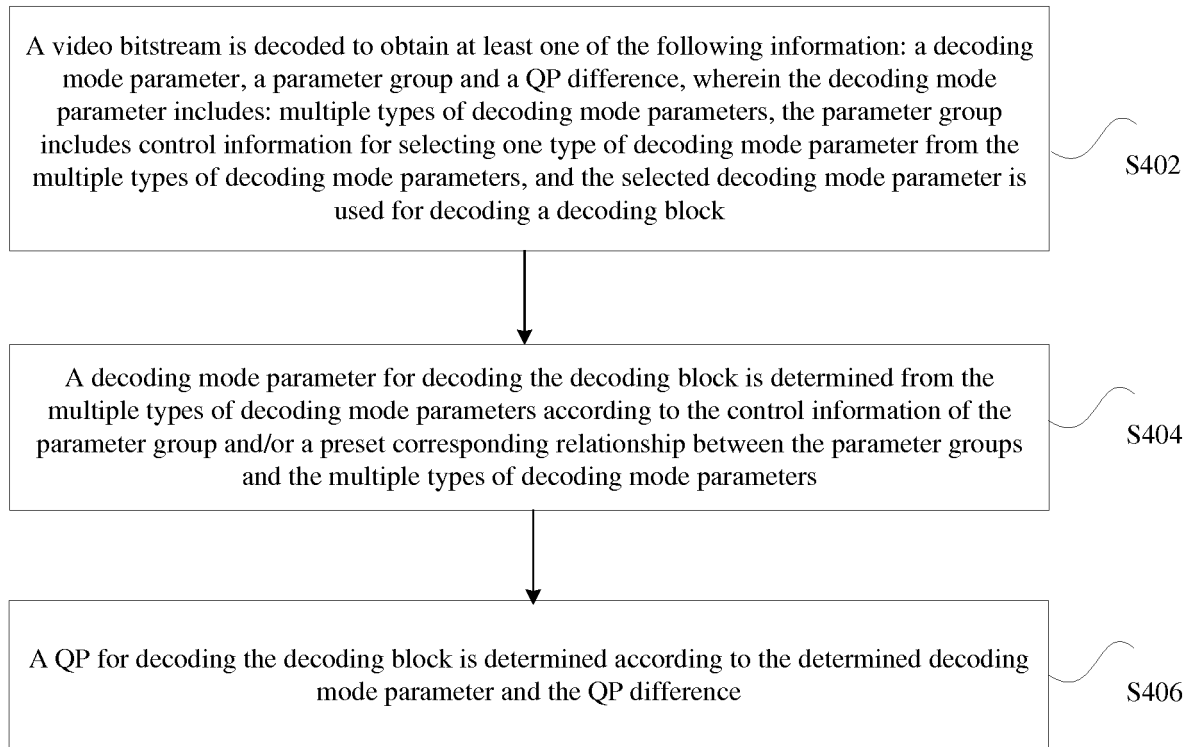 A video bitstream is decoded to obtain at least one of the following information: a decoding
mode parameter, a parameter group and a QP difference, wherein the decoding mode
parameter includes: multiple types of decoding mode parameters, the parameter group
includes control information for selecting one type of decoding mode parameter from the
multiple types of decoding mode parameters, and the selected decoding mode parameter is
used for decoding a decoding block
S402
A decoding mode parameter for decoding the decoding block is determined from the
multiple types of decoding mode parameters according to the control information of the
parameter group and/or a preset corresponding relationship between the parameter groups
and the multiple types of decoding mode parameters
S404
A QP for decoding the decoding block is determined according to the determined decoding
mode parameter and the QP difference
S406